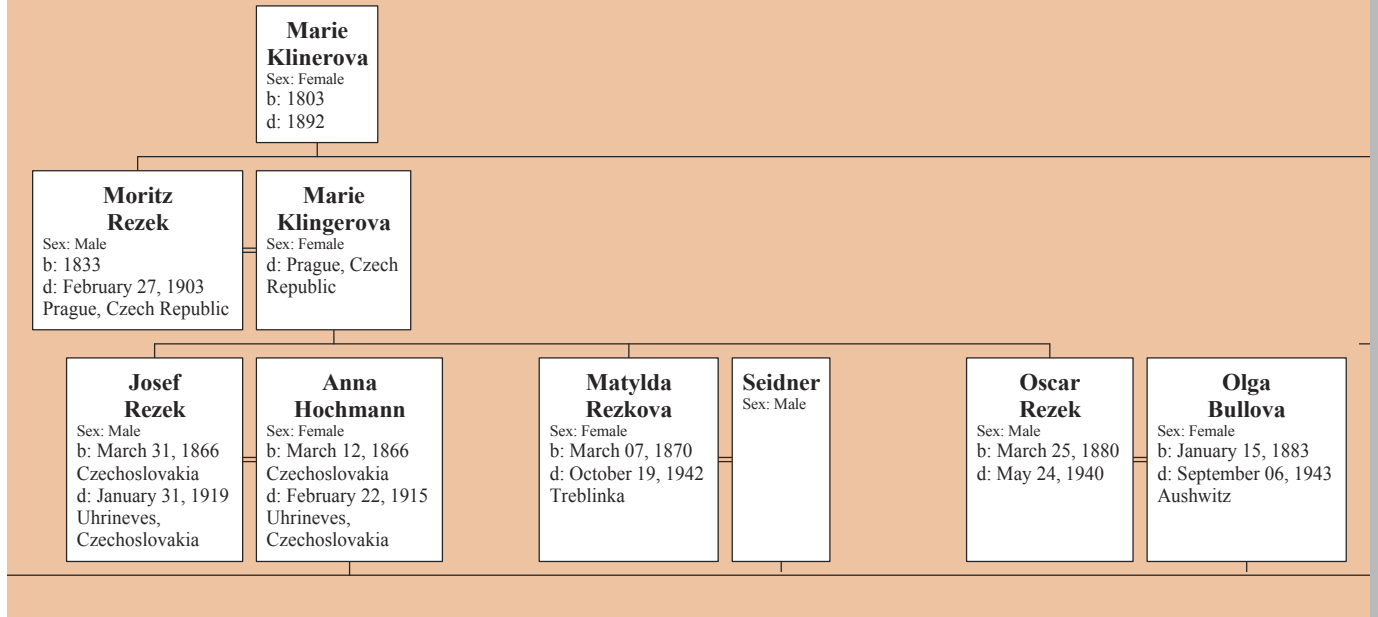 Marie
Klinerova
Sex: Female
b: 1803
d: 1892
Moritz
Rezek
Sex: Male
b: 1833
d: February 27, 1903
Prague, Czech Republic
Marie
Klingerova
Sex: Female
d: Prague, Czech
Republic
Josef
Rezek
Sex: Male
b: March 31, 1866
Czechoslovakia
d: January 31, 1919
Uhrineves,
Czechoslovakia
Anna
Hochmann
Sex: Female
b: March 12, 1866
Czechoslovakia
d: February 22, 1915
Uhrineves,
Czechoslovakia
Matylda
Rezkova
Sex: Female
b: March 07, 1870
d: October 19, 1942
Treblinka
Seidner
Sex: Male
Oscar
Rezek
Sex: Male
b: March 25, 1880
d: May 24, 1940
Olga
Bullova
Sex: Female
b: January 15, 1883
d: September 06, 1943
Aushwitz